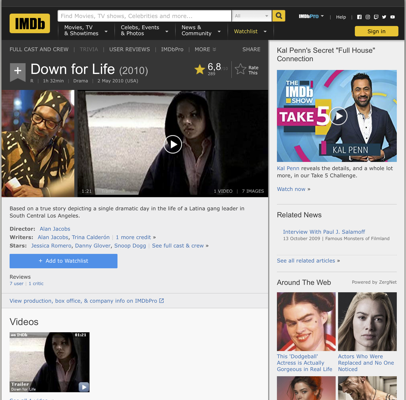 IMDb
Find Movies, TV shows, Celebrities and more...
All
Movies, TV
& Showtimes
Celebs, Events
& Photos
News &
Community
Watchlist
IMDbPro
Help
Sign in
FULL CAST AND CREW
TRIVIA
USER REVIEWS
IMDbPro
MORE
SHARE
+
Down for Life (2010)
6,8
Rate
This
1h 22min | Drama | 2 May 2010 (USA)
1:21
1 VIDEO
7 IMAGES
Based on a true story depicting a single dramatic day in the life of a Latina gang leader in
South Central Los Angeles.
Director: Alan Jacobs
Writers: Alan Jacobs, Trina Calderón | 1 more credit »
Stars: Jessica Romero, Danny Glover, Snoop Dogg | See full cast & crew »
+ Add to Watchlist
Reviews
7 user | 1 critic
View production, box office, & company info on IMDbPro
Videos
01:21
Trailer
Down for Life
Kal Penn's Secret "Full House"
Connection
THE
IMDb
SHOW
TAKE 5
KAL PENN
Kal Penn reveals the details, and a whole lot
more, in our Take 5 Challenge.
Watch now »
Related News
Interview With Paul J. Salamoff
13 October 2009 | Famous Monsters of Filmland
See all related articles »
Around The Web
Powered by ZergNet
This 'Dodgeball'
Actress is Actually
Gorgeous in Real Life
Actors Who Were
Replaced and No One
Noticed